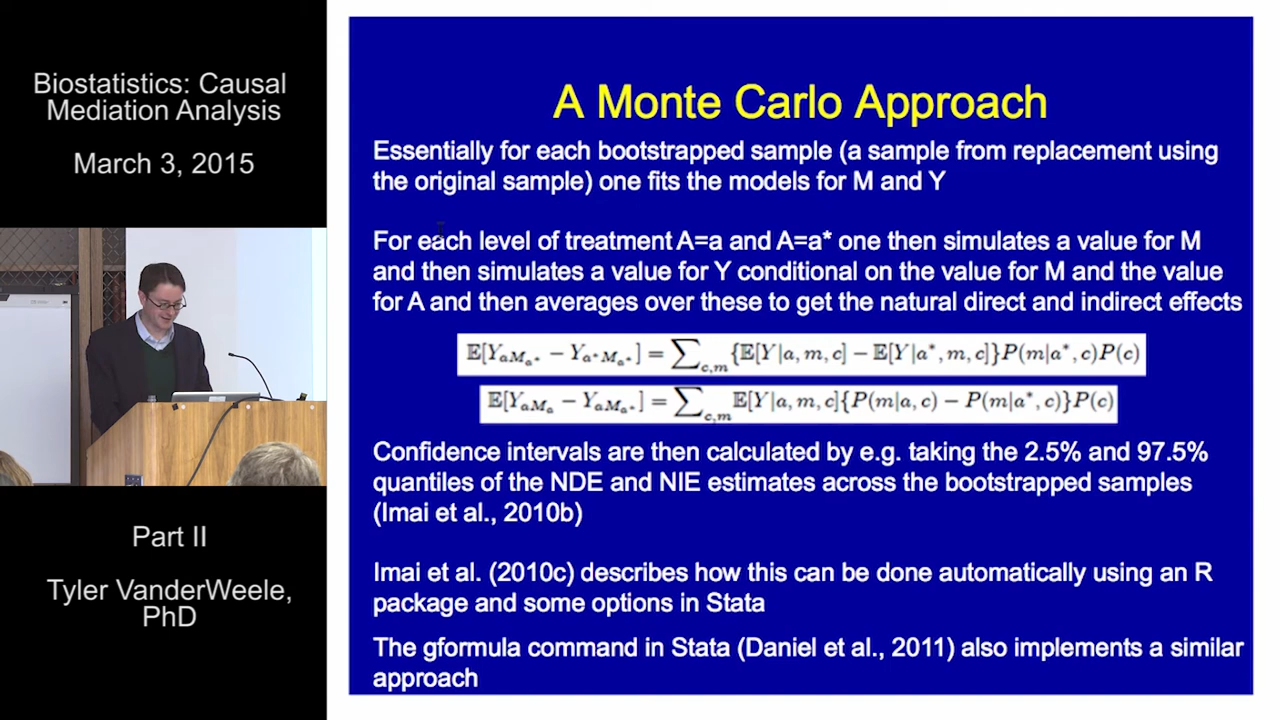 Biostatistics: Causal
Mediation Analysis
March 3, 2015
Part II
Tyler VanderWeele,
PhD
A Monte Carlo Approach
Essentially for each bootstrapped sample (a sample from replacement using
the original sample) one fits the models for M and Y
For each level of treatment A=a and A=a* one then simulates a value for M
and then simulates a value for Y conditional on the value for M and the value
for A and then averages over these to get the natural direct and indirect effects
𝔼[Y_{aM_{a*}} − Y_{a*M_{a*}}] = ∑_{c,m} {𝔼[Y|a, m, c] − 𝔼[Y|a*, m, c]}P(m|a*, c)P(c)
𝔼[Y_{aM_a} − Y_{aM_{a*}}] = ∑_{c,m} 𝔼[Y|a, m, c]{P(m|a, c) − P(m|a*, c)}P(c)
Confidence intervals are then calculated by e.g. taking the 2.5% and 97.5%
quantiles of the NDE and NIE estimates across the bootstrapped samples
(Imai et al., 2010b)
Imai et al. (2010c) describes how this can be done automatically using an R
package and some options in Stata
The gformula command in Stata (Daniel et al., 2011) also implements a similar
approach